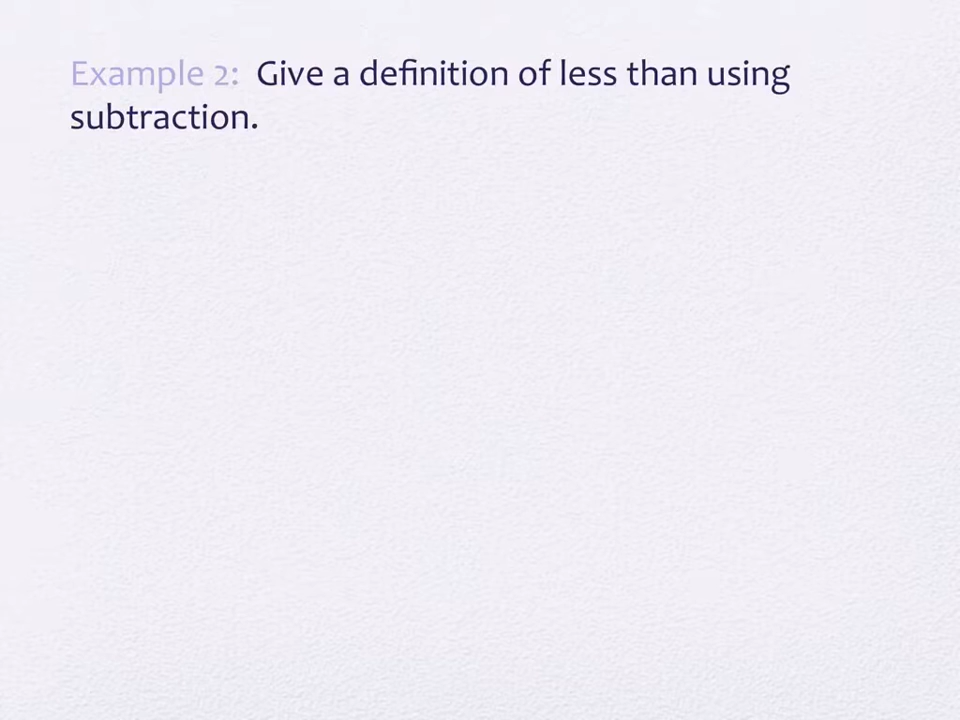 Example 2: Give a definition of less than using
subtraction.